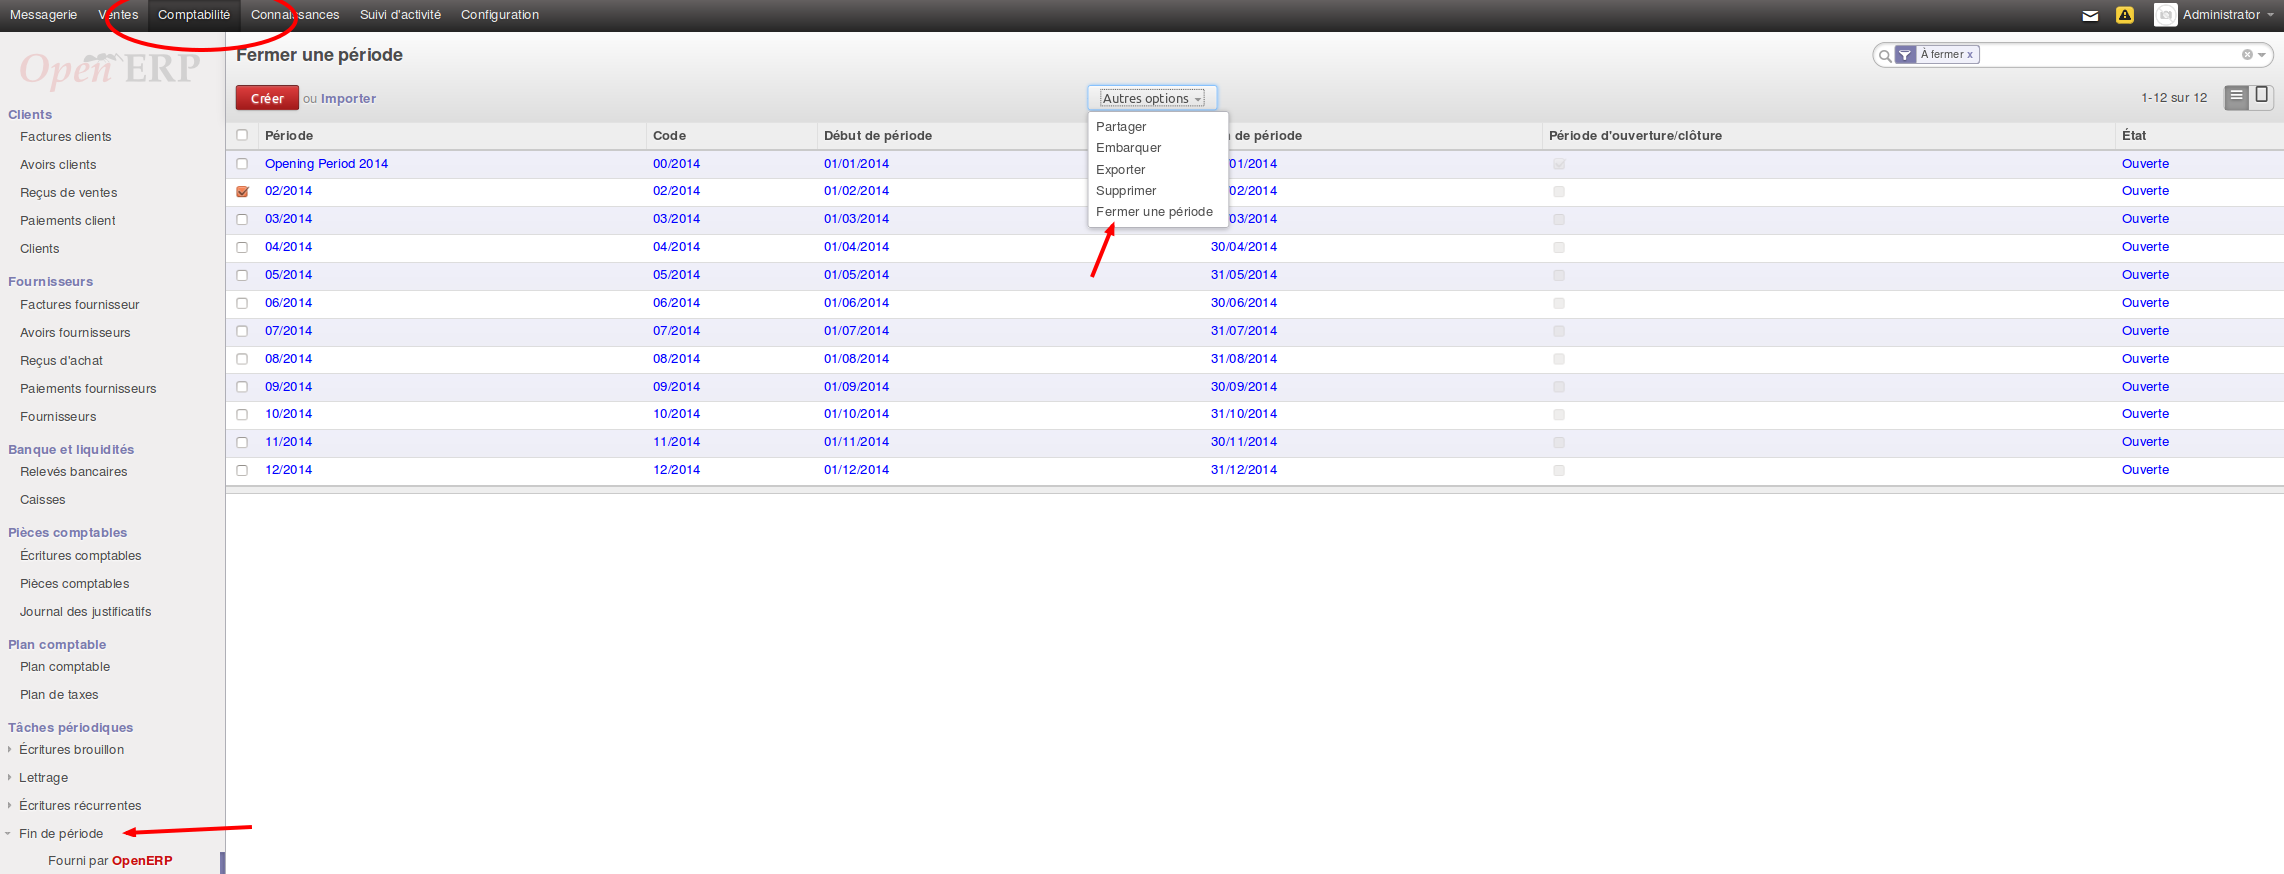 Messagerie Ventes Comptabilité Connaissances Suivi d'activité Configuration Administrator
Open ERP
Fermer une période
À fermer x
Créer ou Importer
Autres options
1-12 sur 12
Partager
Embarquer
Exporter
Supprimer
Fermer une période
Clients
Factures clients
Avoirs clients
Reçus de ventes
Paiements client
Clients
Fournisseurs
Factures fournisseur
Avoirs fournisseurs
Reçus d'achat
Paiements fournisseurs
Fournisseurs
Banque et liquidités
Relevés bancaires
Caisses
Pièces comptables
Écritures comptables
Pièces comptables
Journal des justificatifs
Plan comptable
Plan comptable
Plan de taxes
Tâches périodiques
Écritures brouillon
Lettrage
Écritures récurrentes
Fin de période
Fourni par OpenERP
Période Code Début de période de période Période d'ouverture/clôture État
Opening Period 2014 00/2014 01/01/2014 /01/2014 Ouverte
02/2014 02/2014 01/02/2014 /02/2014 Ouverte
03/2014 03/2014 01/03/2014 /03/2014 Ouverte
04/2014 04/2014 01/04/2014 30/04/2014 Ouverte
05/2014 05/2014 01/05/2014 31/05/2014 Ouverte
06/2014 06/2014 01/06/2014 30/06/2014 Ouverte
07/2014 07/2014 01/07/2014 31/07/2014 Ouverte
08/2014 08/2014 01/08/2014 31/08/2014 Ouverte
09/2014 09/2014 01/09/2014 30/09/2014 Ouverte
10/2014 10/2014 01/10/2014 31/10/2014 Ouverte
11/2014 11/2014 01/11/2014 30/11/2014 Ouverte
12/2014 12/2014 01/12/2014 31/12/2014 Ouverte